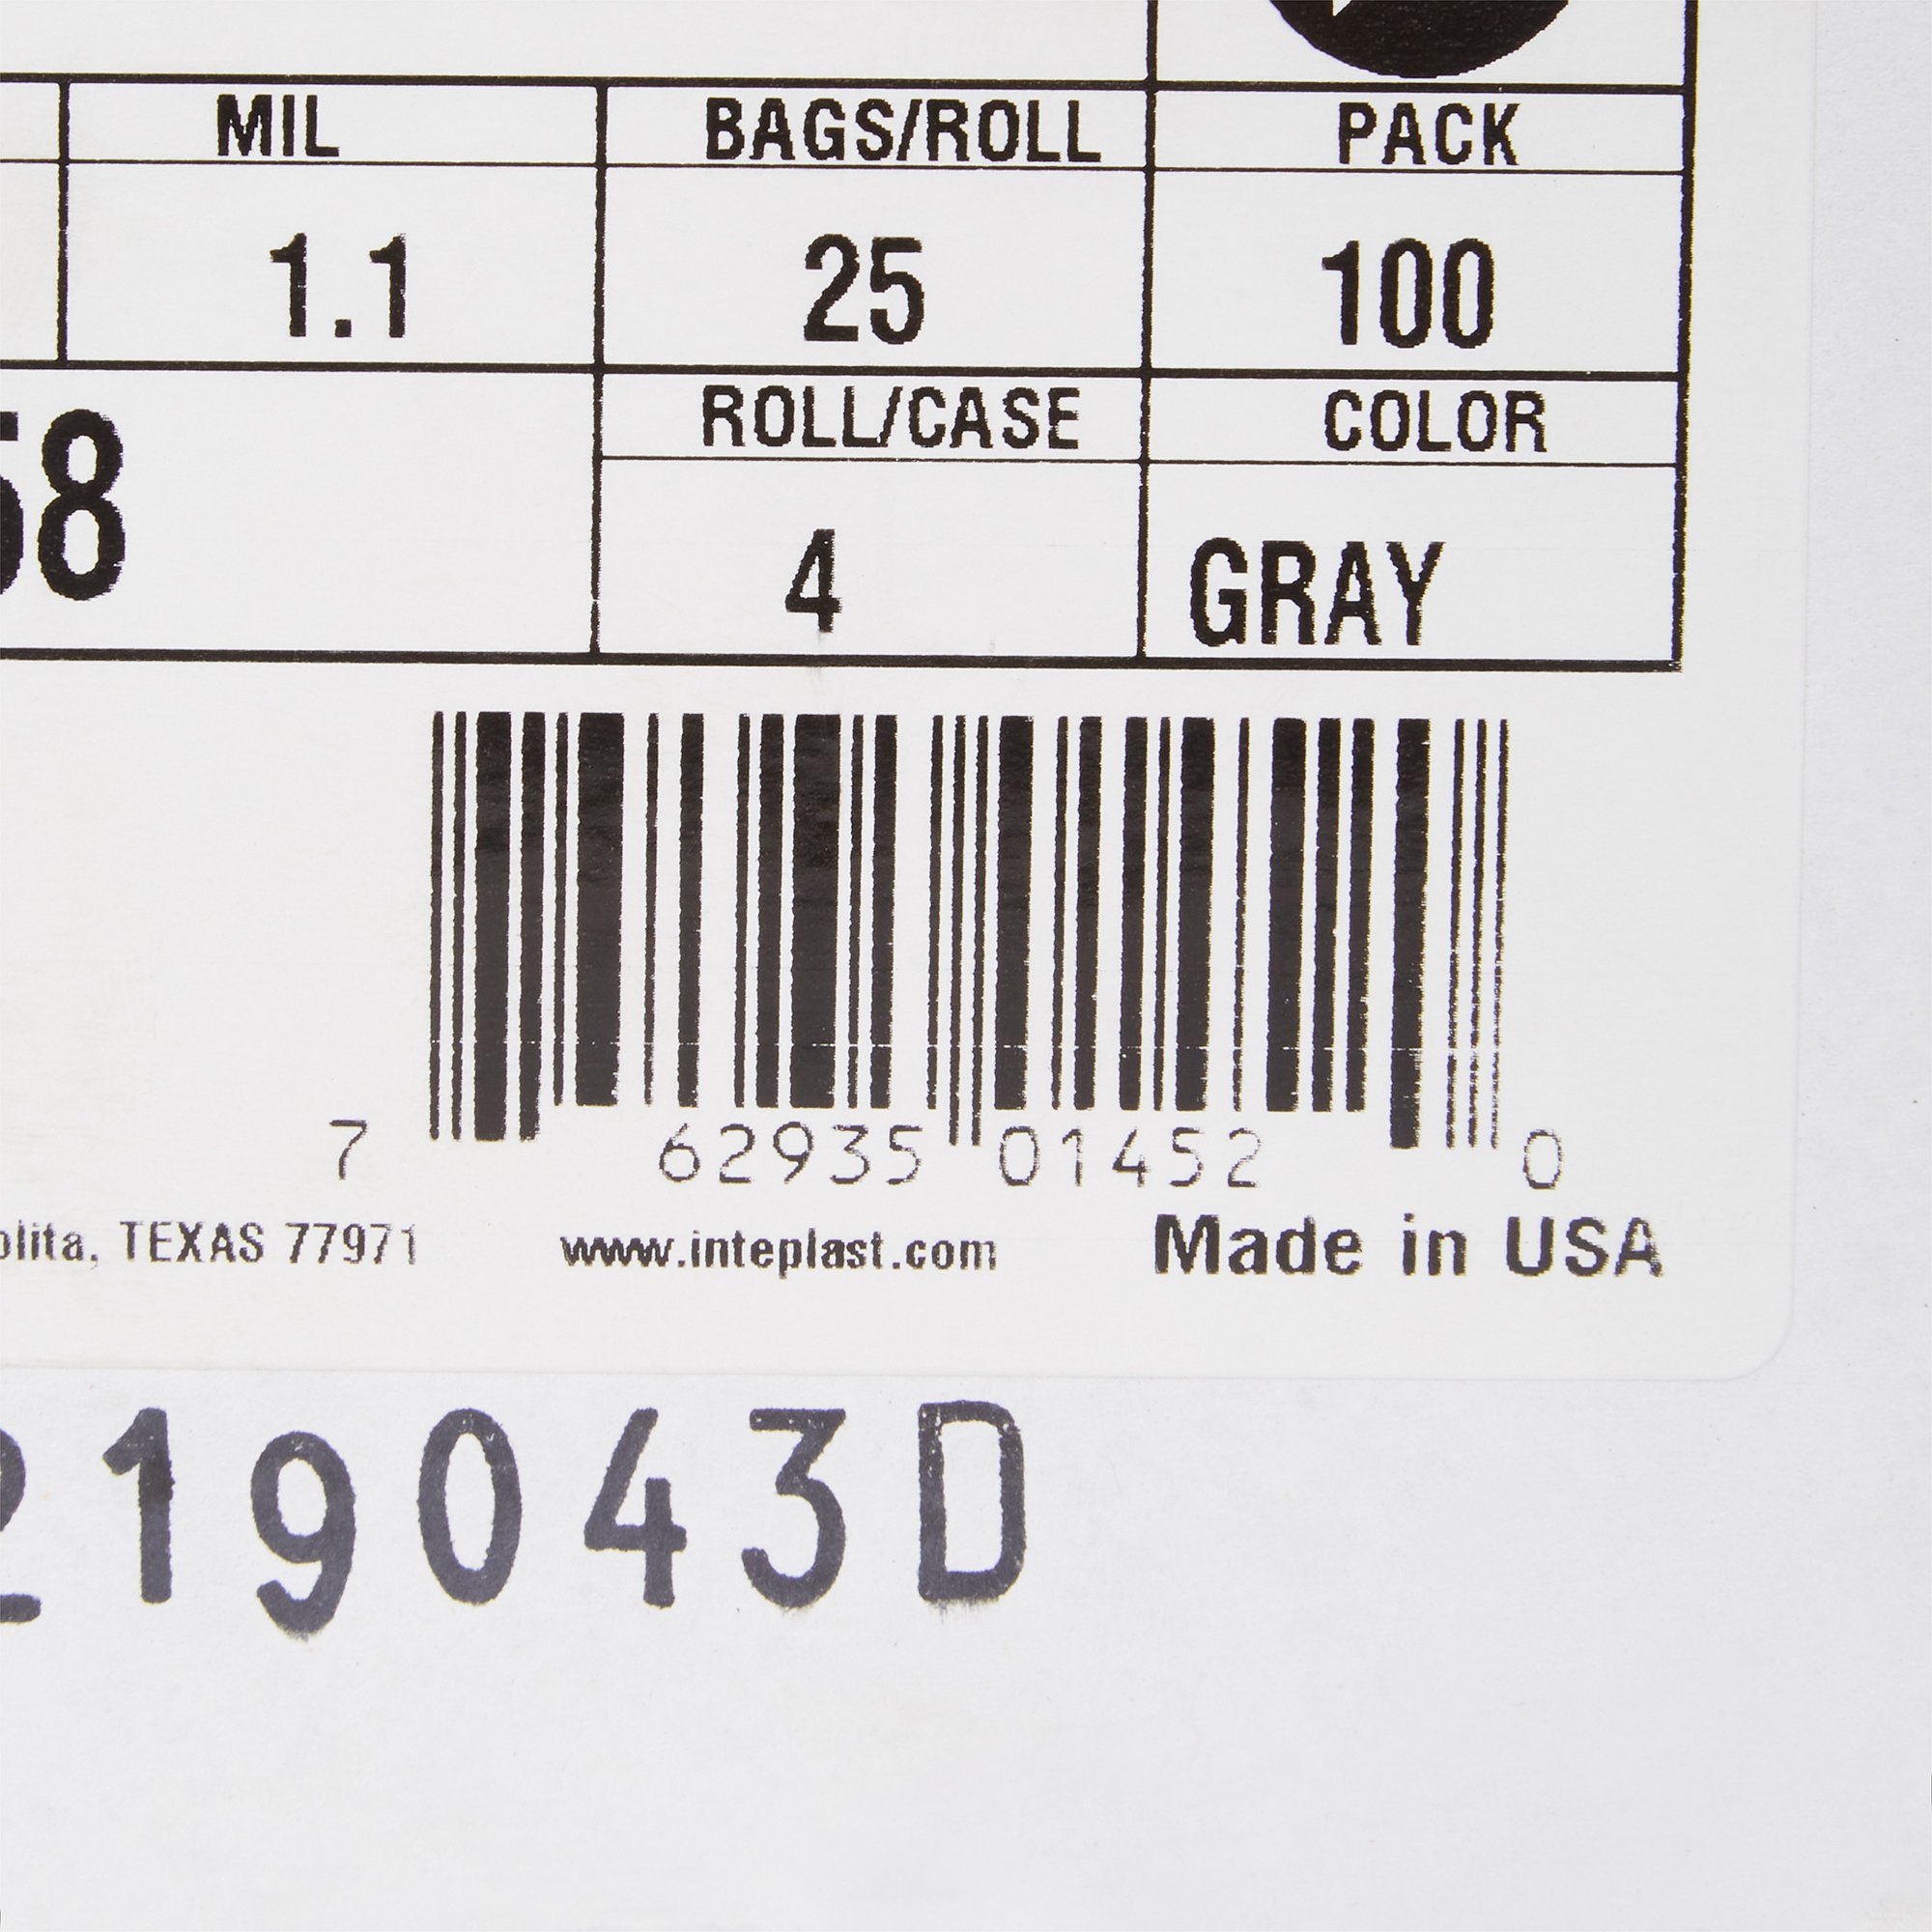 MIL BAGS/ROLL PACK
1.1 25 100
ROLL/CASE COLOR
58 4 GRAY
7 62935 01452 0
olita, TEXAS 77971 www.inteplast.com Made in USA
219043D